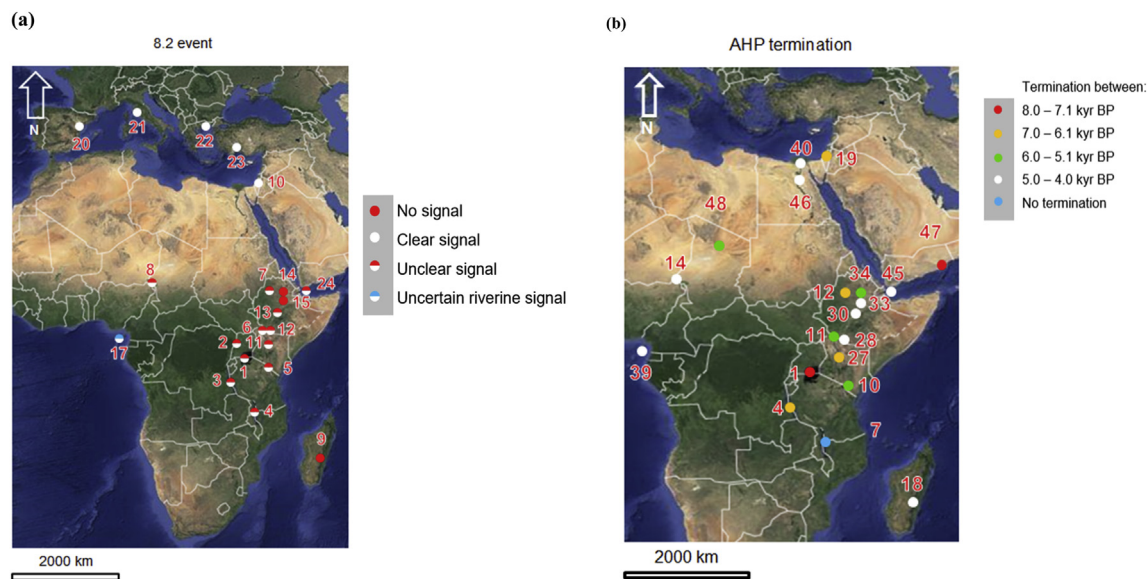 (a)
8.2 event
N
20
21
22
23
10
8
7
14
24
15
13
6
12
2
11
17
1
5
3
4
9
2000 km
No signal
Clear signal
Unclear signal
Uncertain riverine signal
(b)
AHP termination
N
40
19
48
46
47
14
34
45
12
33
30
11
28
39
27
1
10
4
7
18
2000 km
Termination between:
8.0 – 7.1 kyr BP
7.0 – 6.1 kyr BP
6.0 – 5.1 kyr BP
5.0 – 4.0 kyr BP
No termination